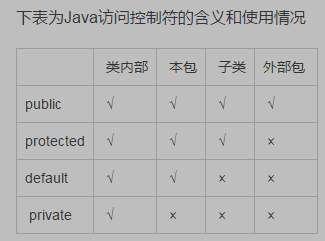 下表为Java访问控制符的含义和使用情况
类内部 本包 子类 外部包
public √ √ √ √
protected √ √ √ ×
default √ √ × ×
private √ × × ×